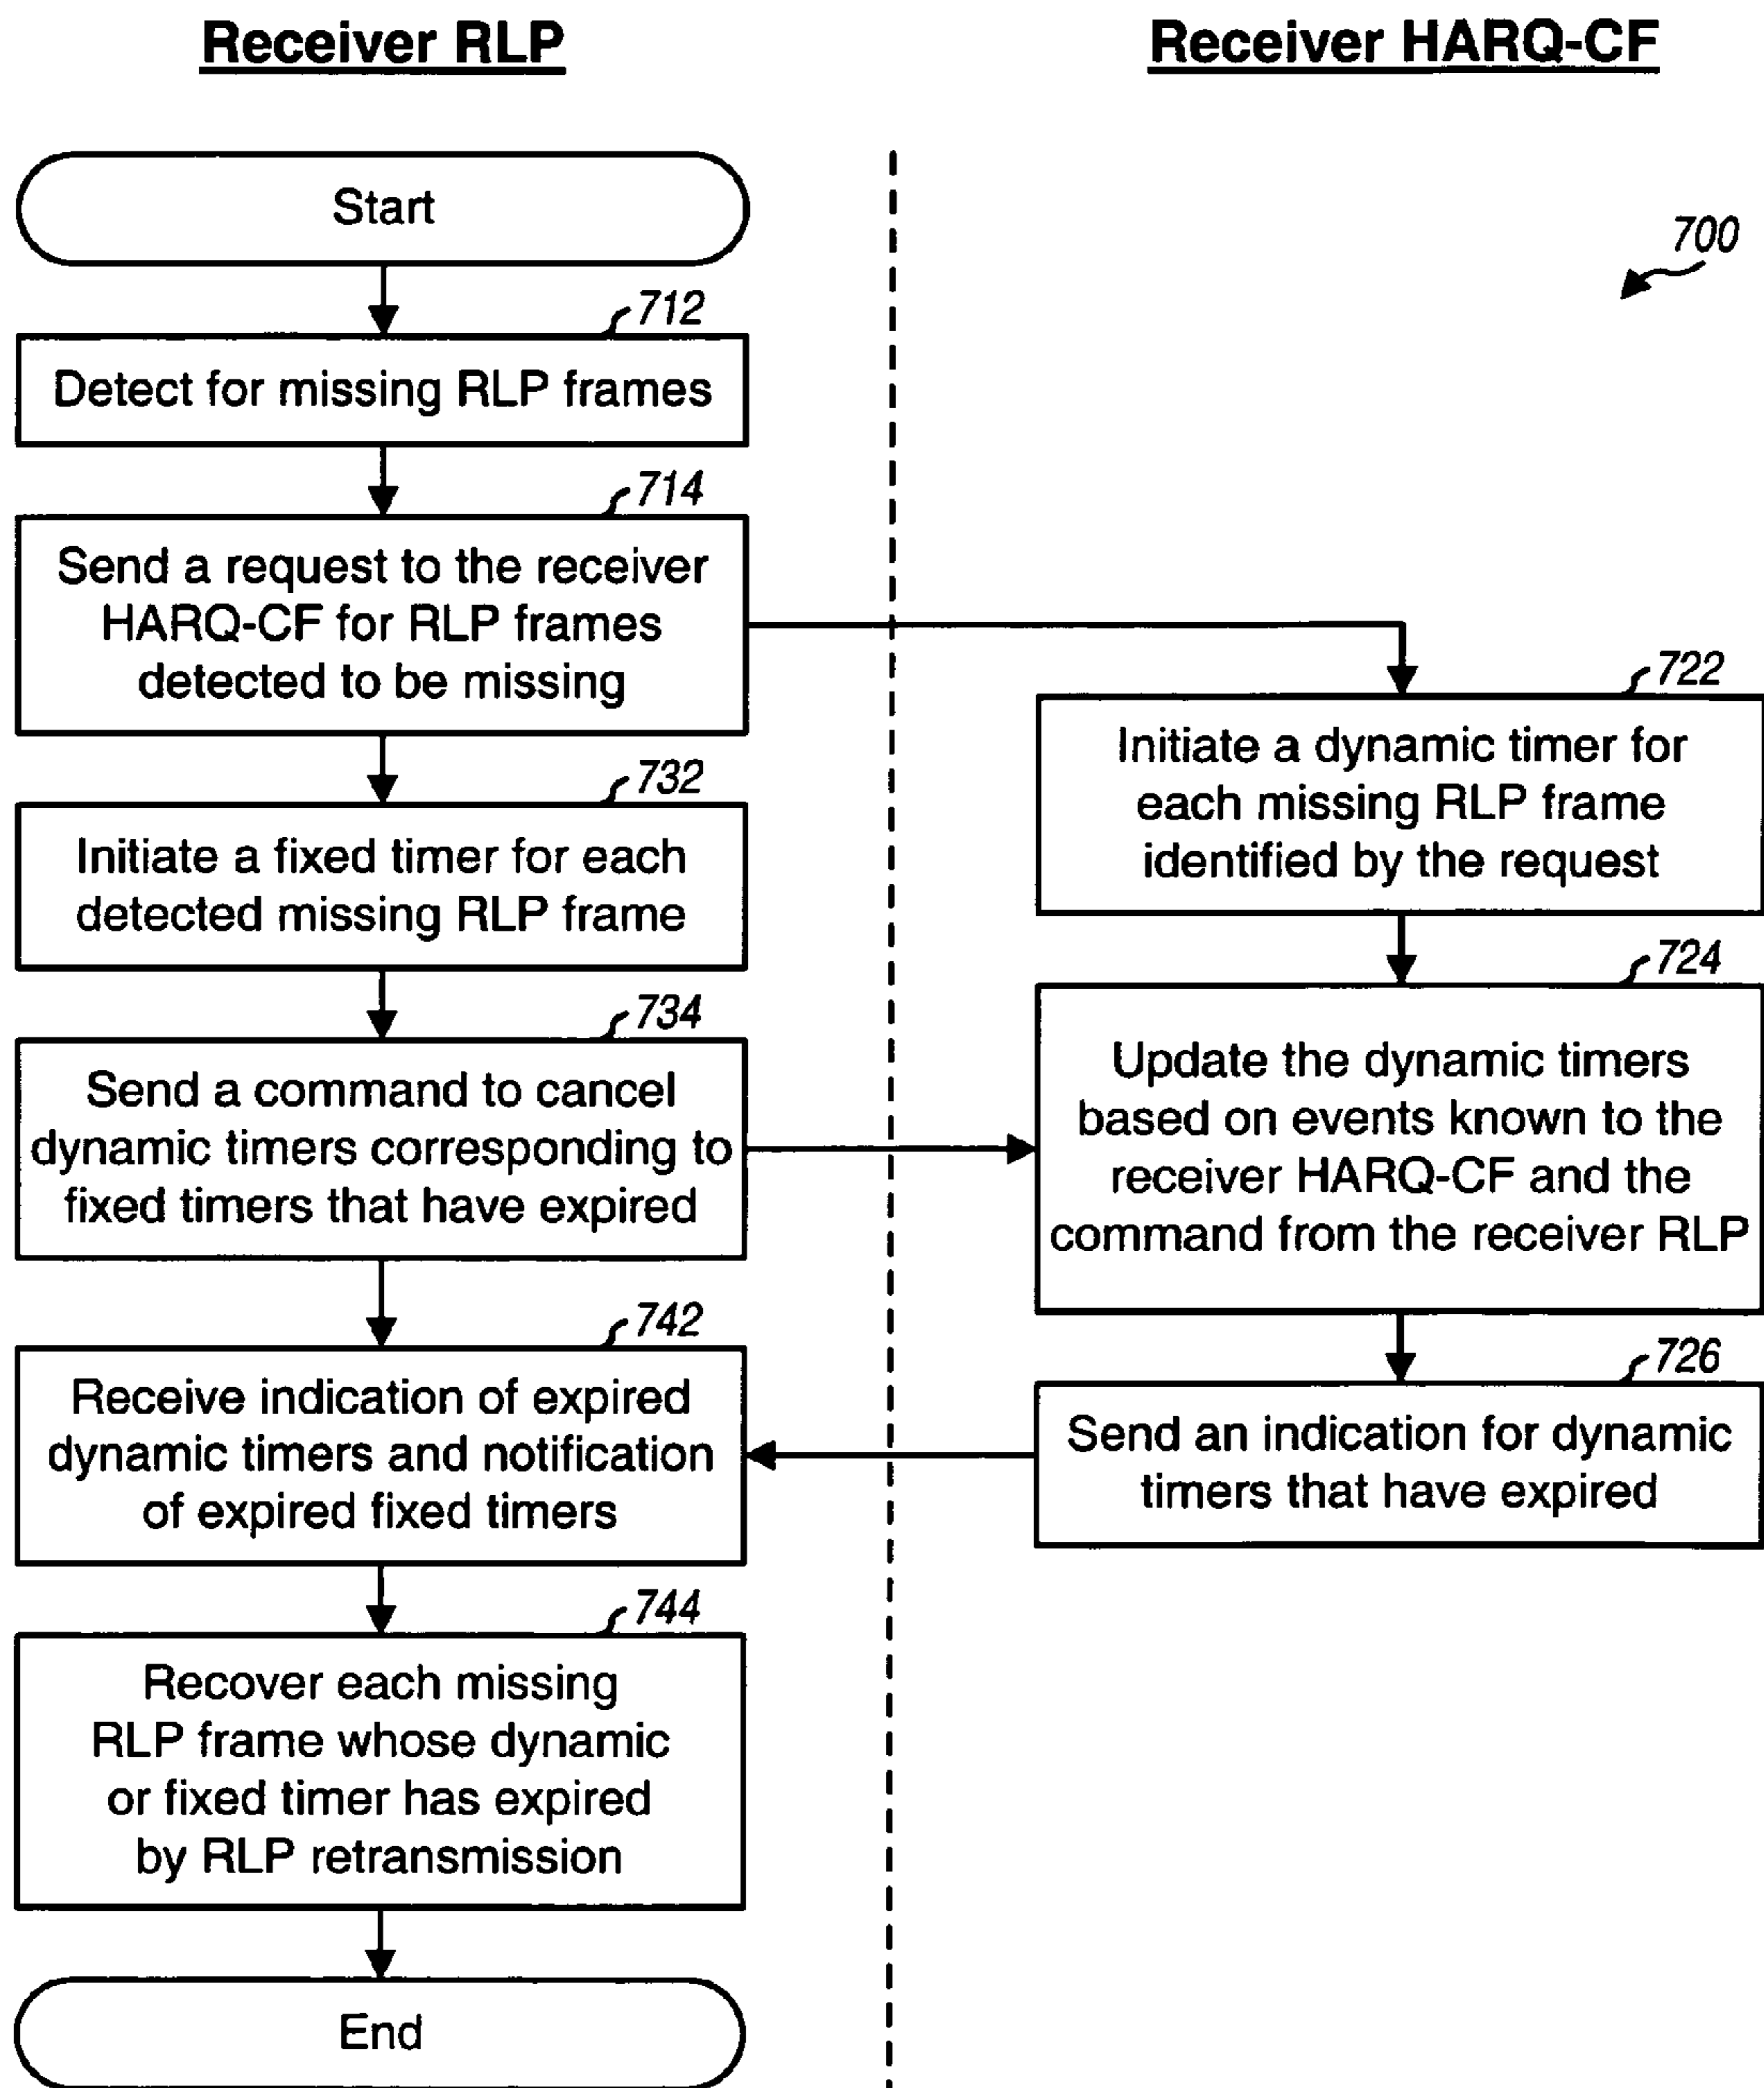 Receiver RLP
Receiver HARQ-CF
Start
700
712
Detect for missing RLP frames
714
Send a request to the receiver
HARQ-CF for RLP frames
detected to be missing
722
Initiate a dynamic timer for
each missing RLP frame
identified by the request
732
Initiate a fixed timer for each
detected missing RLP frame
724
Update the dynamic timers
based on events known to the
receiver HARQ-CF and the
command from the receiver RLP
734
Send a command to cancel
dynamic timers corresponding to
fixed timers that have expired
742
Receive indication of expired
dynamic timers and notification
of expired fixed timers
726
Send an indication for dynamic
timers that have expired
744
Recover each missing
RLP frame whose dynamic
or fixed timer has expired
by RLP retransmission
End